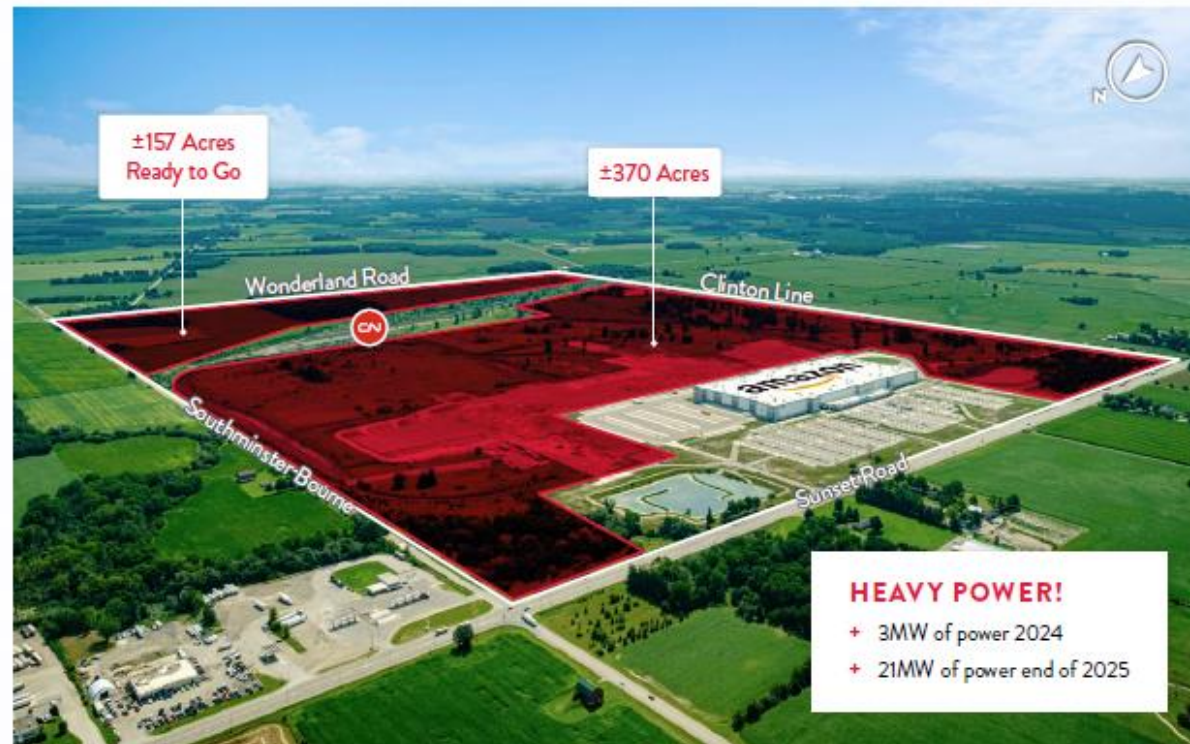 N
±157 Acres
Ready to Go
±370 Acres
Wonderland Road
Clinton Line
CN
amazon
Southminster Bourne
Sunset Road
HEAVY POWER!
+ 3MW of power 2024
+ 21MW of power end of 2025